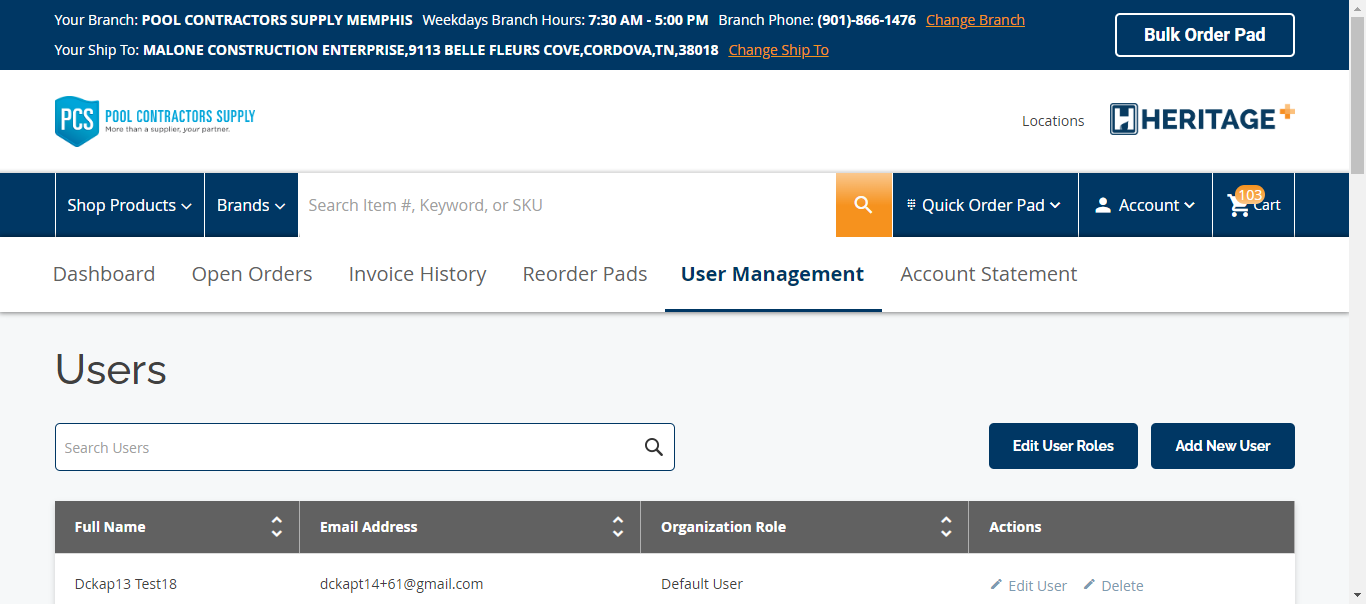 Your Branch: POOL CONTRACTORS SUPPLY MEMPHIS Weekdays Branch Hours: 7:30 AM - 5:00 PM Branch Phone: (901)-866-1476 Change Branch
Your Ship To: MALONE CONSTRUCTION ENTERPRISE,9113 BELLE FLEURS COVE,CORDOVA,TN,38018 Change Ship To
Bulk Order Pad
PCS POOL CONTRACTORS SUPPLY
More than a supplier, your partner.
Locations
H HERITAGE+
Shop Products Brands Search Item #, Keyword, or SKU Quick Order Pad Account 103 Cart
Dashboard Open Orders Invoice History Reorder Pads User Management Account Statement
Users
Search Users Edit User Roles Add New User
Full Name Email Address Organization Role Actions
Dckap13 Test18 dckapt14+61@gmail.com Default User Edit User Delete